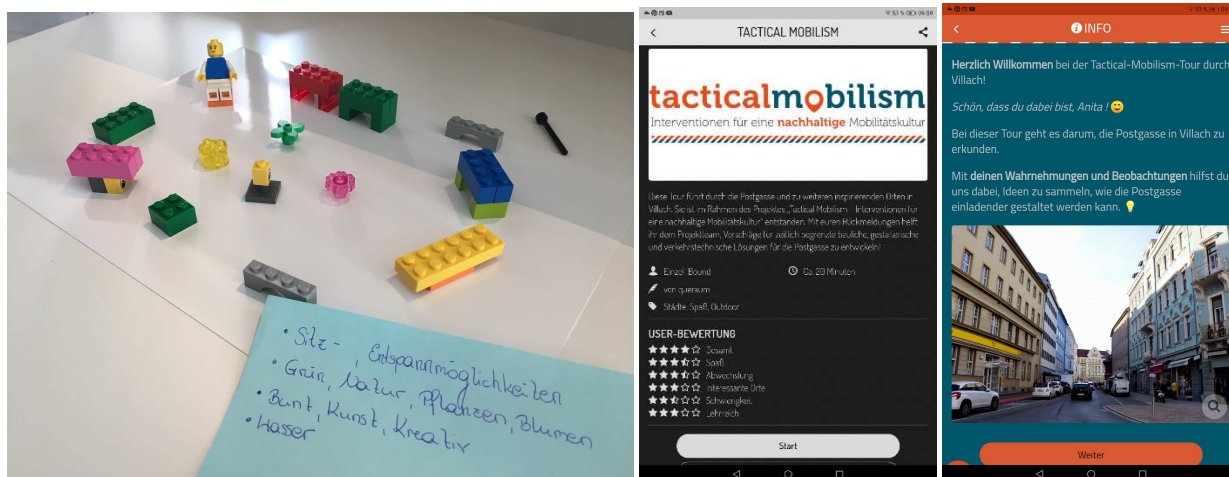 • Sitz- , Entspannmöglichkeiten
• Grün, Natur, Pflanzen, Blumen
• Bunt, Kunst, Kreativ
• Wasser
53 % 09:09
TACTICAL MOBILISM
tacticalmobilism
Interventionen für eine nachhaltige Mobilitätskultur
Diese Tour führt durch die Postgasse und zu weiteren inspirierenden Orten in
Villach. Sie ist im Rahmen des Projektes „Tactical Mobilism - Interventionen für
eine nachhaltige Mobilitätskultur“ entstanden. Mit euren Rückmeldungen helft
ihr dem Projektteam, Vorschläge für zeitlich begrenzte bauliche, gestalterische
und verkehrstechnische Lösungen für die Postgasse zu entwickeln!
Einzel-Bound
Ca. 20 Minuten
von queraum
Städte, Spaß, Outdoor
USER-BEWERTUNG
Gesamt
Spaß
Abwechslung
Interessante Orte
Schwierigkeit
Lehrreich
Start
53 % 09
INFO
Herzlich Willkommen bei der Tactical-Mobilism-Tour durch
Villach!
Schön, dass du dabei bist, Anita ! 😊
Bei dieser Tour geht es darum, die Postgasse in Villach zu
erkunden.
Mit deinen Wahrnehmungen und Beobachtungen hilfst du
uns dabei, Ideen zu sammeln, wie die Postgasse
einladender gestaltet werden kann. 💡
Weiter